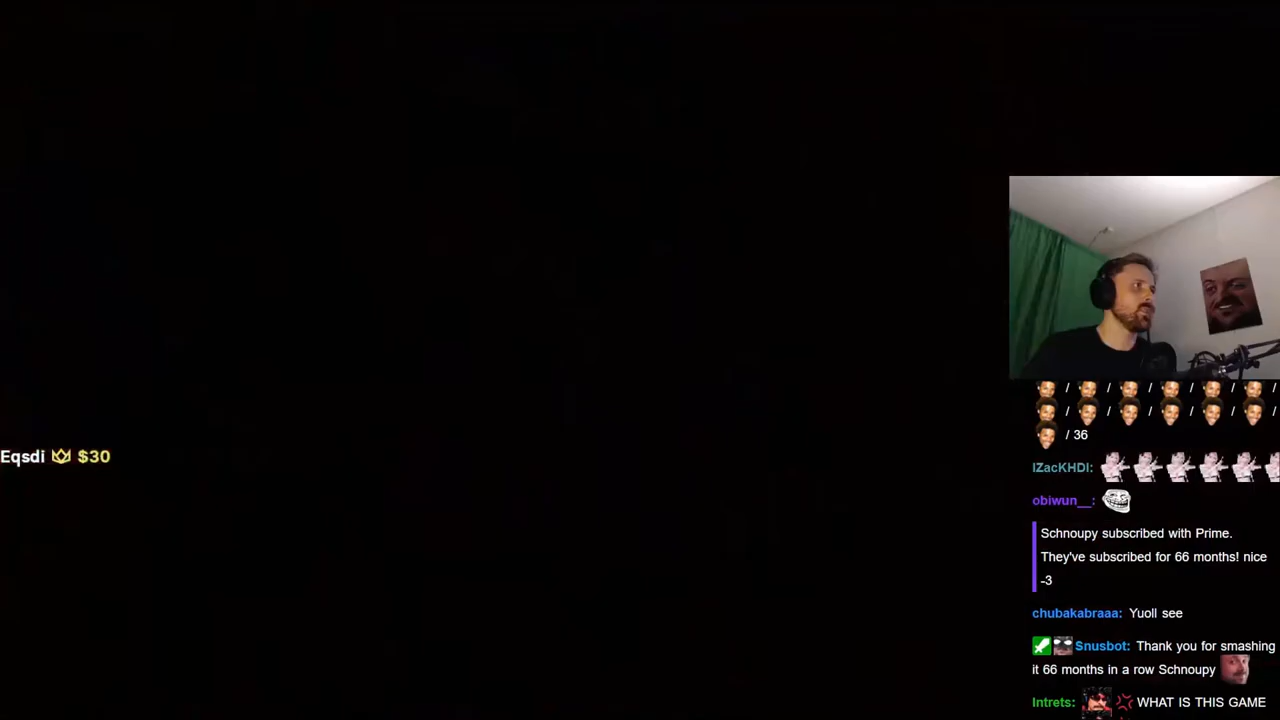 Eqsdi $30
/ / / / / /
/ / / / / /
/ 36
IZacKHDI:
obiwun__:
Schnoupy subscribed with Prime.
They've subscribed for 66 months! nice
-3
chubakabraaa: Yuoll see
Snusbot: Thank you for smashing
it 66 months in a row Schnoupy
Intrets: WHAT IS THIS GAME